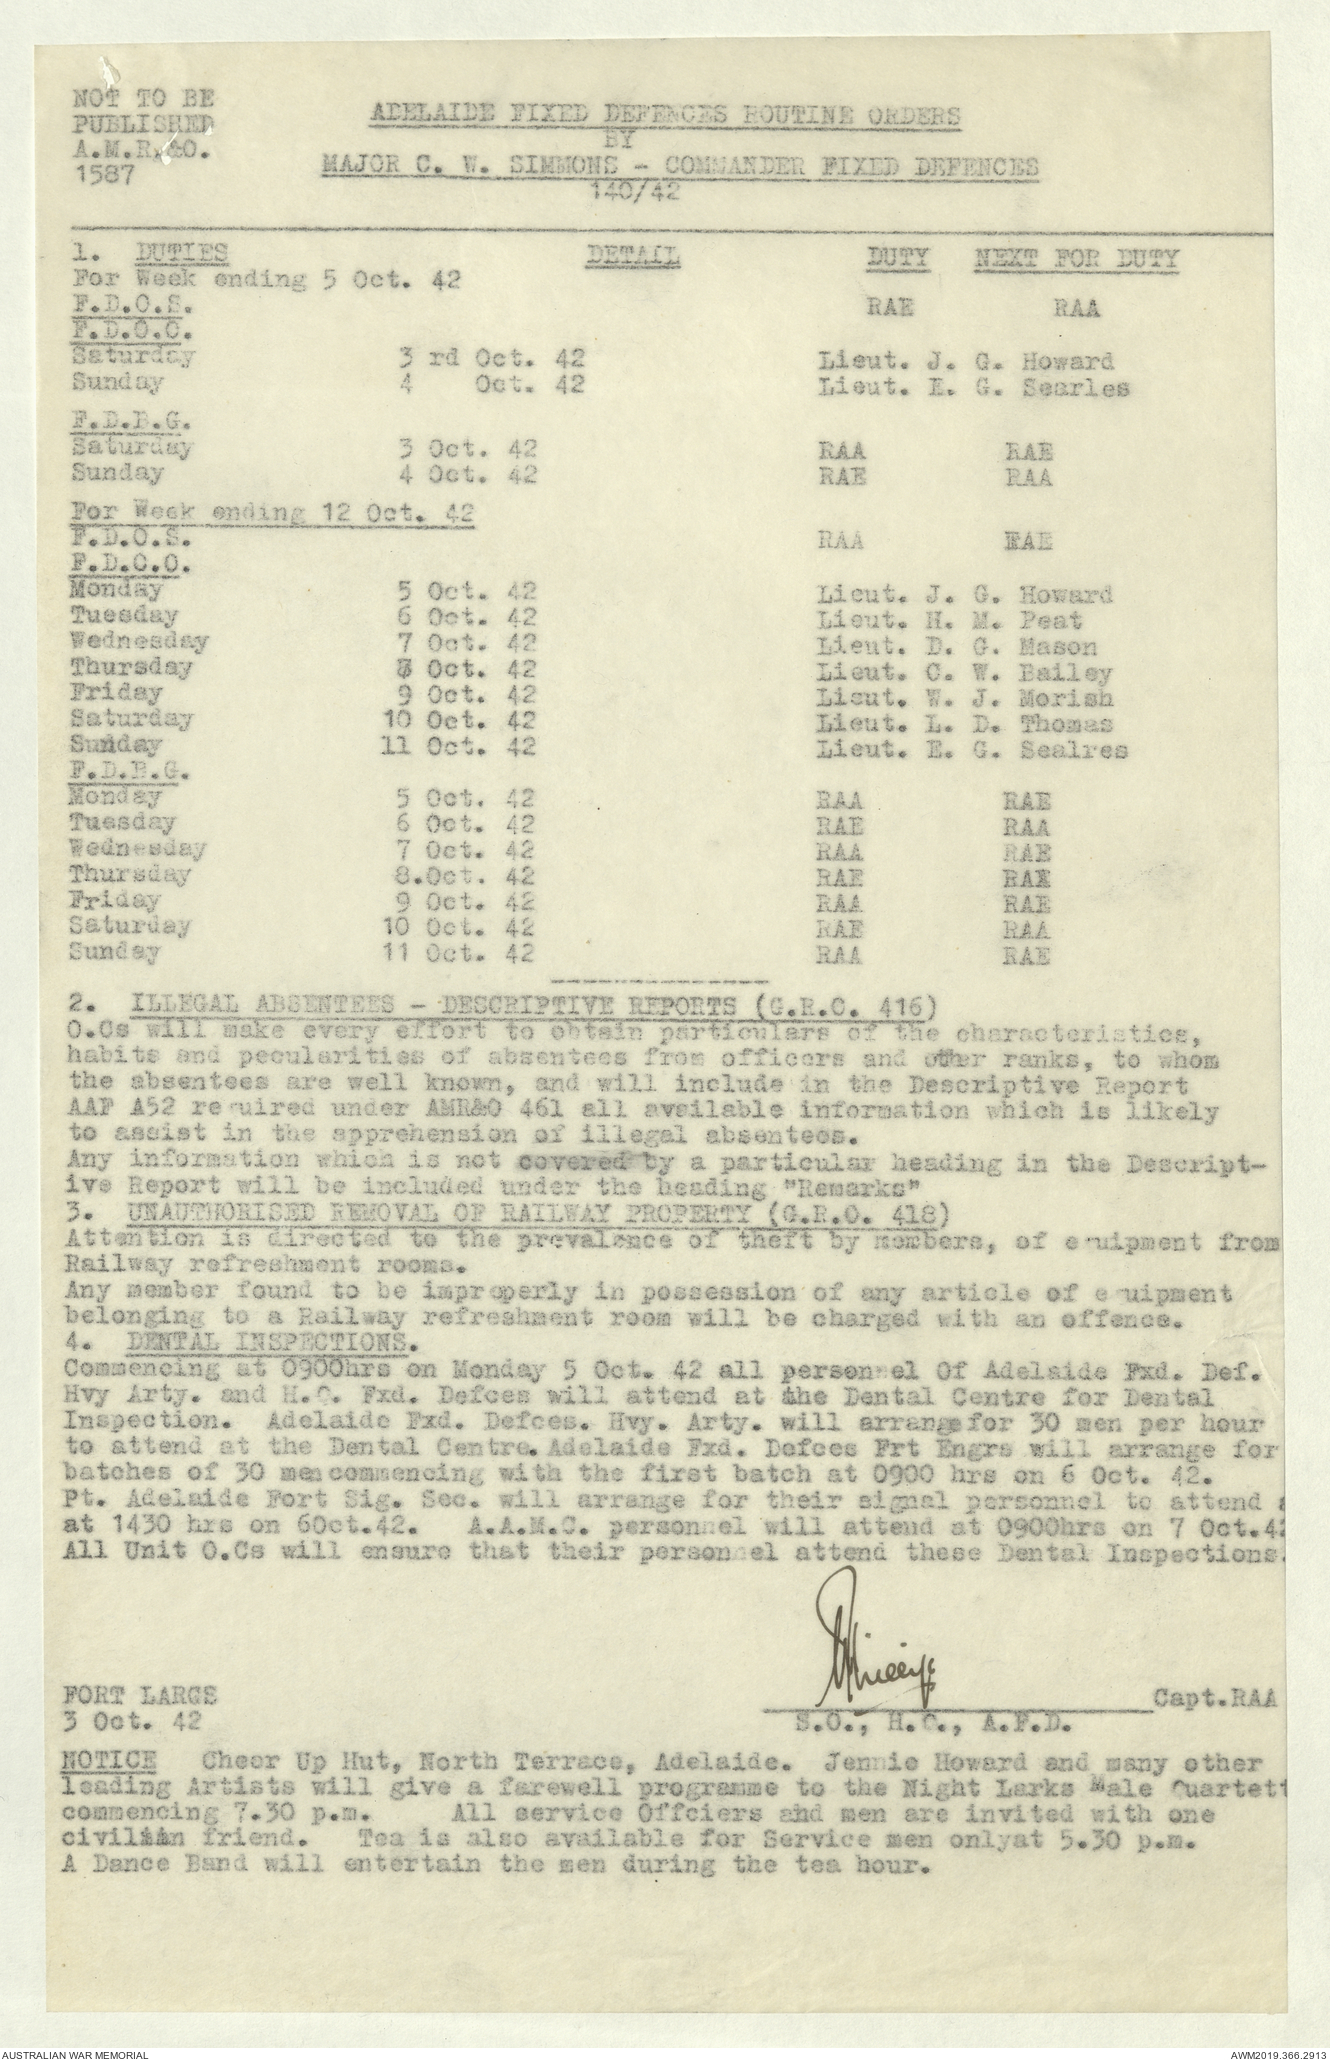 NOT TO BE
PUBLISHED
A.M.R.&O.
1587
ADELAIDE FIXED DEFENCES ROUTINE ORDERS
BY
MAJOR C. W. SIMMONS - COMMANDER FIXED DEFENCES
140/42
1. DUTIES DETAIL DUTY NEXT FOR DUTY
For Week ending 5 Oct. 42
F.D.O.S. RAE RAA
F.D.O.O.
Saturday 3 rd Oct. 42 Lieut. J. G. Howard
Sunday 4 Oct. 42 Lieut. E. G. Searles
F.D.B.G.
Saturday 3 Oct. 42 RAA RAE
Sunday 4 Oct. 42 RAE RAA
For Week ending 12 Oct. 42
F.D.O.S. RAA RAE
F.D.O.O.
Monday 5 Oct. 42 Lieut. J. G. Howard
Tuesday 6 Oct. 42 Lieut. H. M. Peat
Wednesday 7 Oct. 42 Lieut. D. G. Mason
Thursday 8 Oct. 42 Lieut. C. W. Bailey
Friday 9 Oct. 42 Lieut. W. J. Morish
Saturday 10 Oct. 42 Lieut. L. D. Thomas
Sunday 11 Oct. 42 Lieut. E. G. Sealres
F.D.B.G.
Monday 5 Oct. 42 RAA RAE
Tuesday 6 Oct. 42 RAE RAA
Wednesday 7 Oct. 42 RAA RAE
Thursday 8.Oct. 42 RAE RAA
Friday 9 Oct. 42 RAA RAE
Saturday 10 Oct. 42 RAE RAA
Sunday 11 Oct. 42 RAA RAE
2. ILLEGAL ABSENTEES - DESCRIPTIVE REPORTS (G.R.O. 416)
O.Cs will make every effort to obtain particulars of the characteristics,
habits and pecularities of absentees from officers and other ranks, to whom
the absentees are well known, and will include in the Descriptive Report
AAF A52 required under AMR&O 461 all available information which is likely
to assist in the apprehension of illegal absentees.
Any information which is not covered by a particular heading in the Descript-
ive Report will be included under the heading "Remarks"
3. UNAUTHORISED REMOVAL OF RAILWAY PROPERTY (G.R.O. 418)
Attention is directed to the prevalence of theft by members, of equipment from
Railway refreshment rooms.
Any member found to be improperly in possession of any article of equipment
belonging to a Railway refreshment room will be charged with an offence.
4. DENTAL INSPECTIONS.
Commencing at 0900hrs on Monday 5 Oct. 42 all personnel Of Adelaide Fxd. Def.
Hvy Arty. and H.Q. Fxd. Defces will attend at the Dental Centre for Dental
Inspection. Adelaide Fxd. Defces. Hvy. Arty. will arrangefor 30 men per hour
to attend at the Dental Centre. Adelaide Fxd. Defces Frt Engrs will arrange for
batches of 30 men commencing with the first batch at 0900 hrs on 6 Oct. 42.
Pt. Adelaide Fort Sig. Sec. will arrange for their signal personnel to attend
at 1430 hrs on 6Oct.42. A.A.M.C. personnel will attend at 0900hrs on 7 Oct.42
All Unit O.Cs will ensure that their personnel attend these Dental Inspections.
FORT LARGS Capt.RAA
3 Oct. 42 S.O., H.Q., A.F.D.
NOTICE Cheer Up Hut, North Terrace, Adelaide. Jennie Howard and many other
leading Artists will give a farewell programme to the Night Larks Male Quartett
commencing 7.30 p.m. All service Offciers and men are invited with one
civilian friend. Tea is also available for Service men onlyat 5.30 p.m.
A Dance Band will entertain the men during the tea hour.
AUSTRALIAN WAR MEMORIAL AWM2019.366.2913